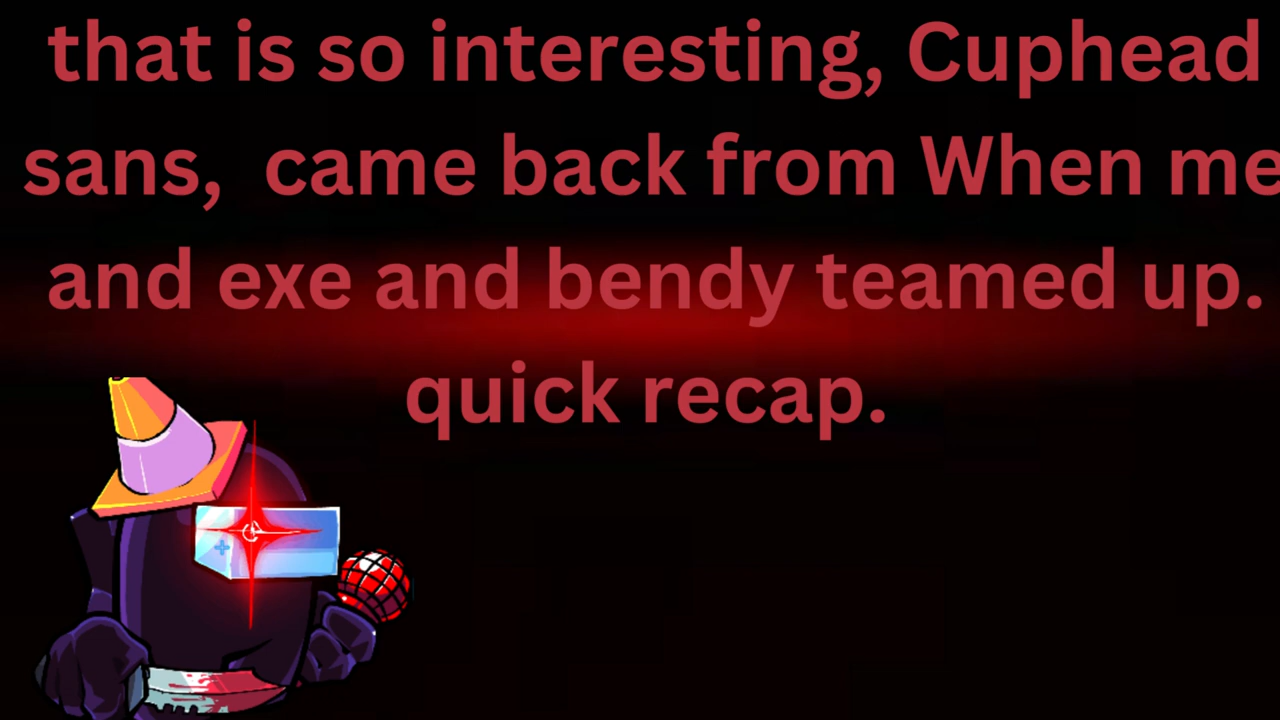 that is so interesting, Cuphead
sans, came back from When me
and exe and bendy teamed up.
quick recap.